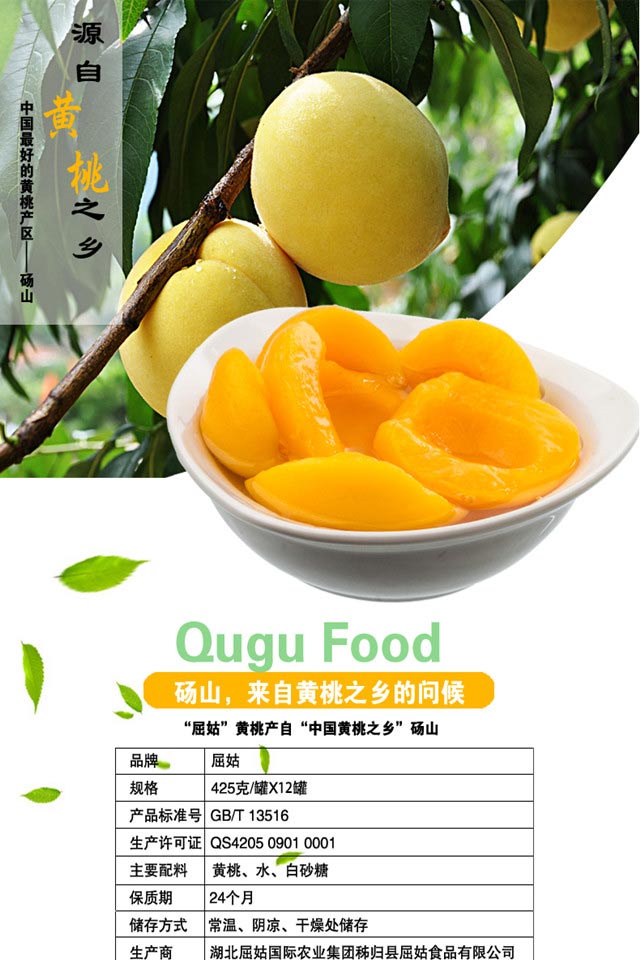 源自黄桃之乡
中国最好的黄桃产区——砀山
Qugu Food
砀山，来自黄桃之乡的问候
“屈姑”黄桃产自“中国黄桃之乡”砀山
品牌 屈姑
规格 425克/罐X12罐
产品标准号 GB/T 13516
生产许可证 QS4205 0901 0001
主要配料 黄桃、水、白砂糖
保质期 24个月
储存方式 常温、阴凉、干燥处储存
生产商 湖北屈姑国际农业集团秭归县屈姑食品有限公司